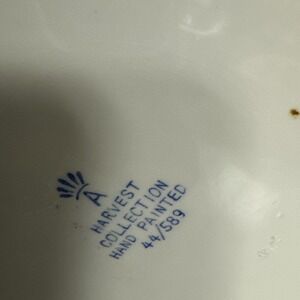 A
HARVEST
COLLECTION
HAND PAINTED
44/589